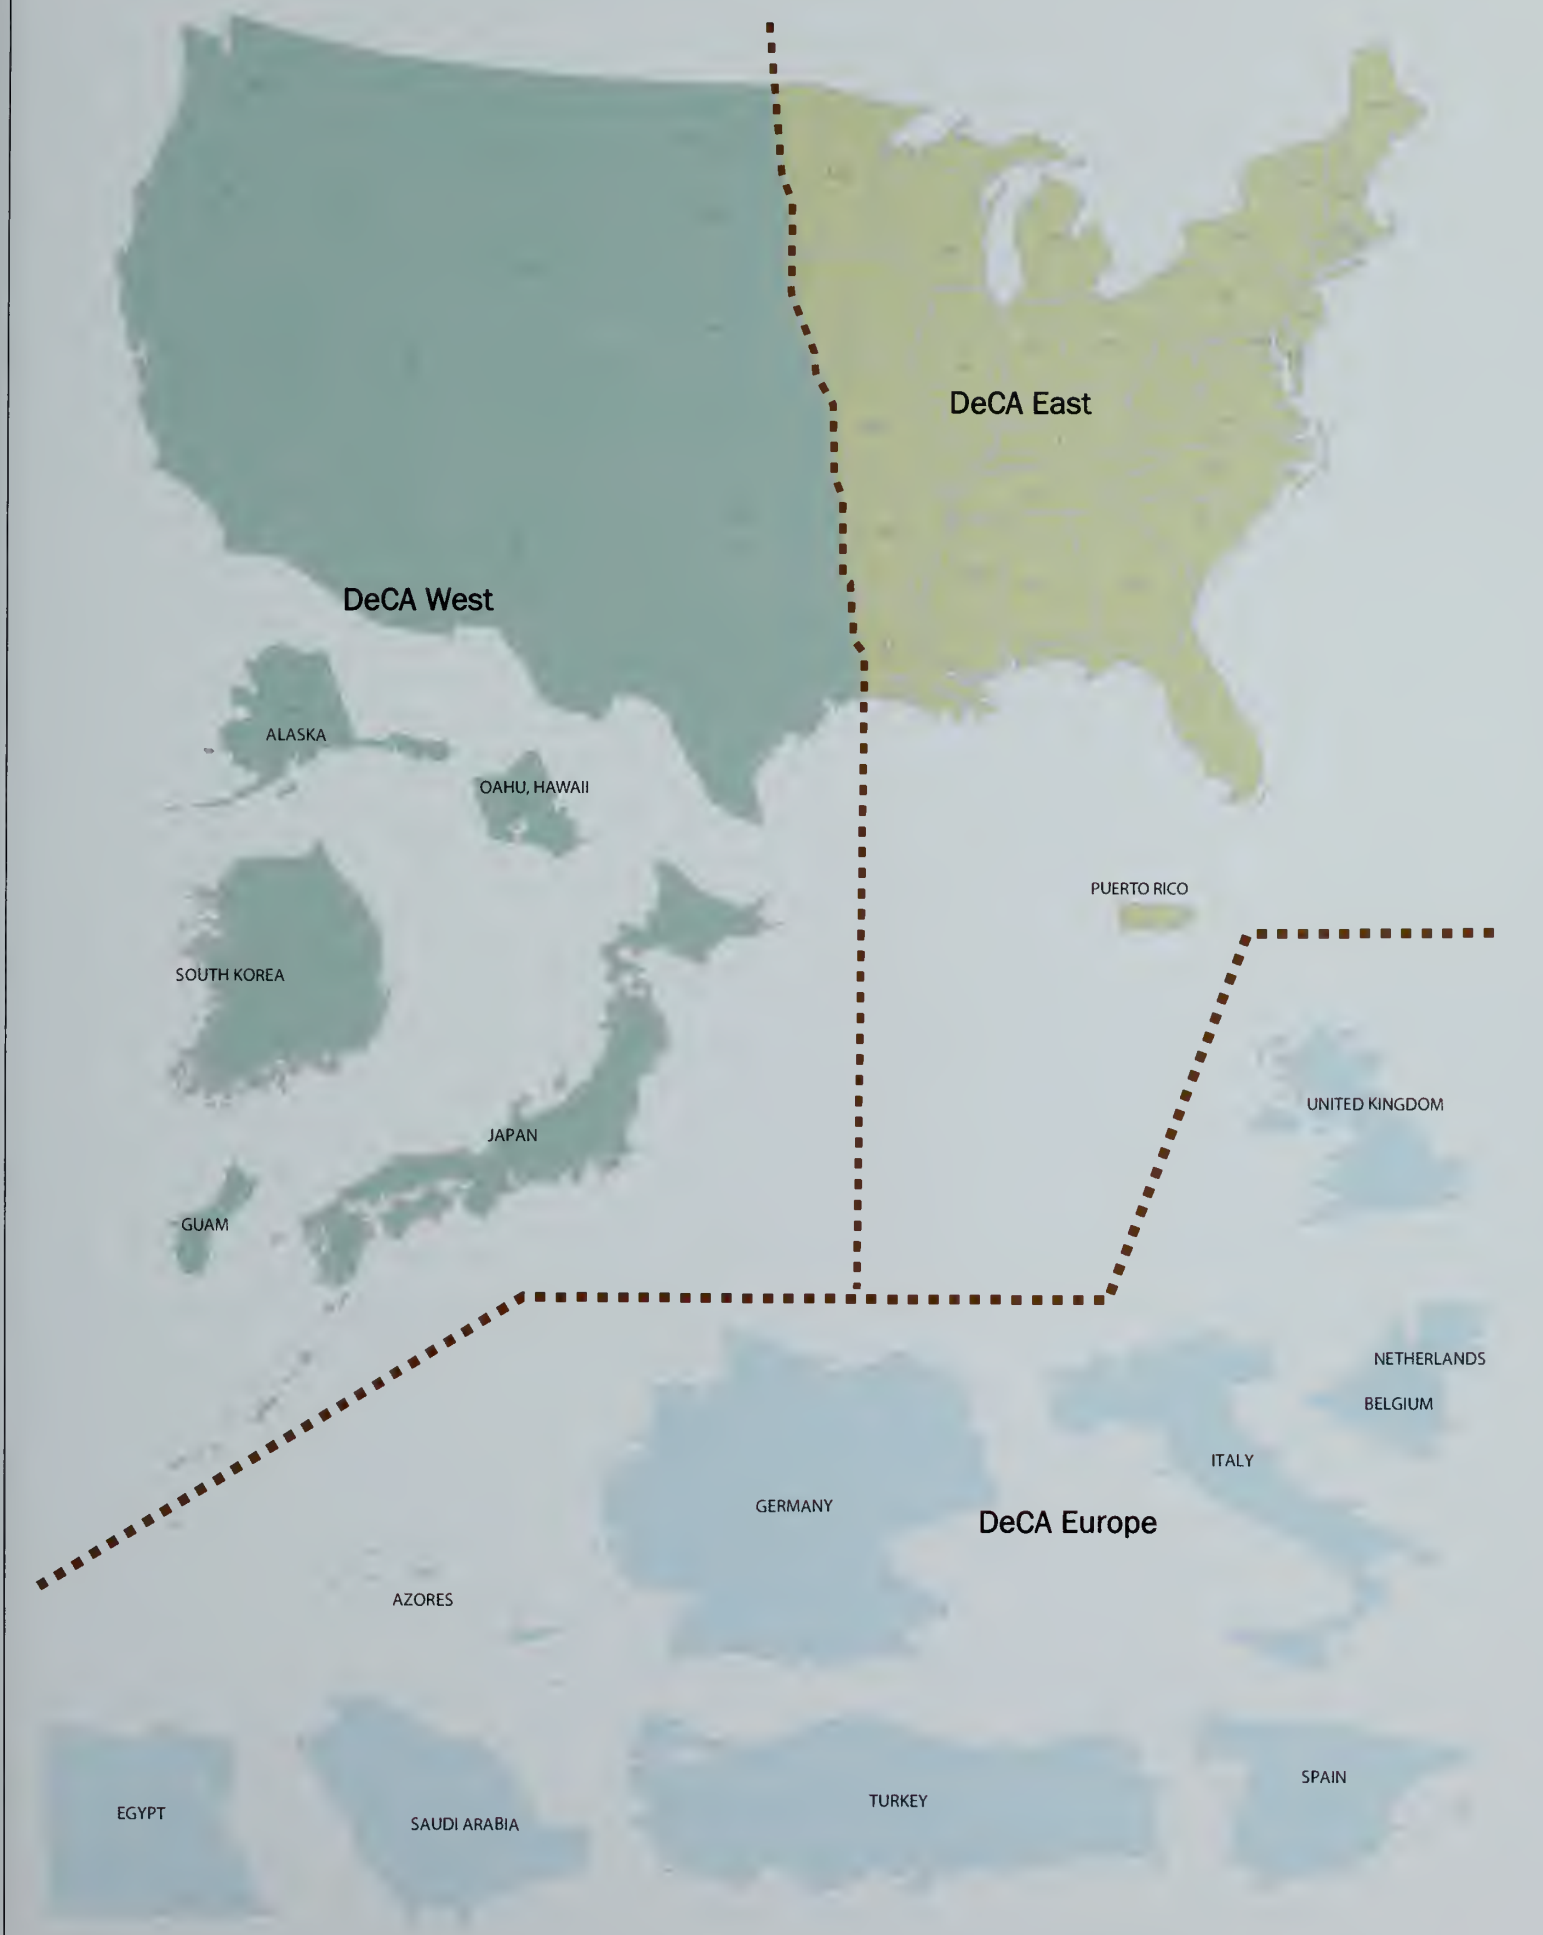 DeCA East
DeCA West
ALASKA
OAHU, HAWAII
PUERTO RICO
SOUTH KOREA
UNITED KINGDOM
JAPAN
GUAM
NETHERLANDS
BELGIUM
ITALY
GERMANY
DeCA Europe
AZORES
SPAIN
TURKEY
EGYPT
SAUDI ARABIA